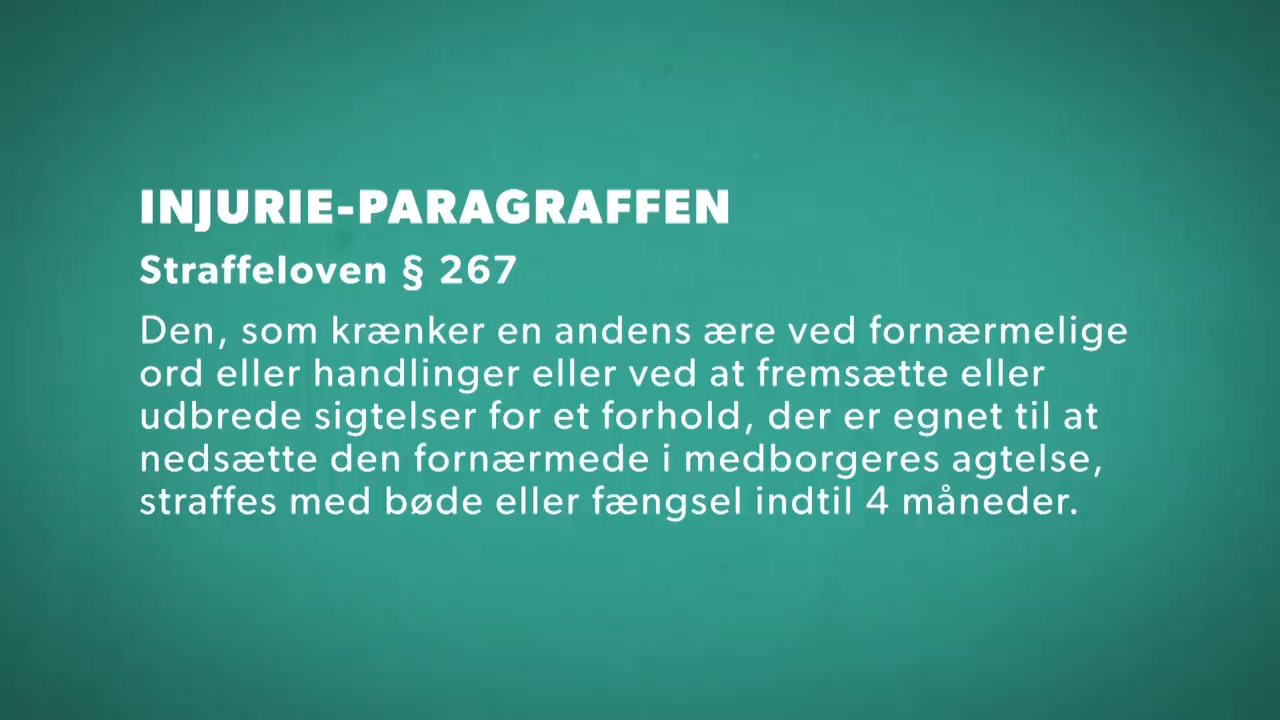 INJURIE-PARAGRAFFEN
Straffeloven § 267
Den, som krænker en andens ære ved fornærmelige
ord eller handlinger eller ved at fremsætte eller
udbrede sigtelser for et forhold, der er egnet til at
nedsætte den fornærmede i medborgeres agtelse,
straffes med bøde eller fængsel indtil 4 måneder.